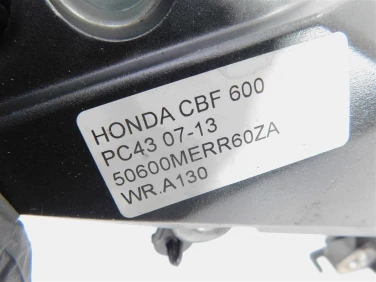 HONDA CBF 600
PC43 07-13
50600MERR60ZA
WR.A130